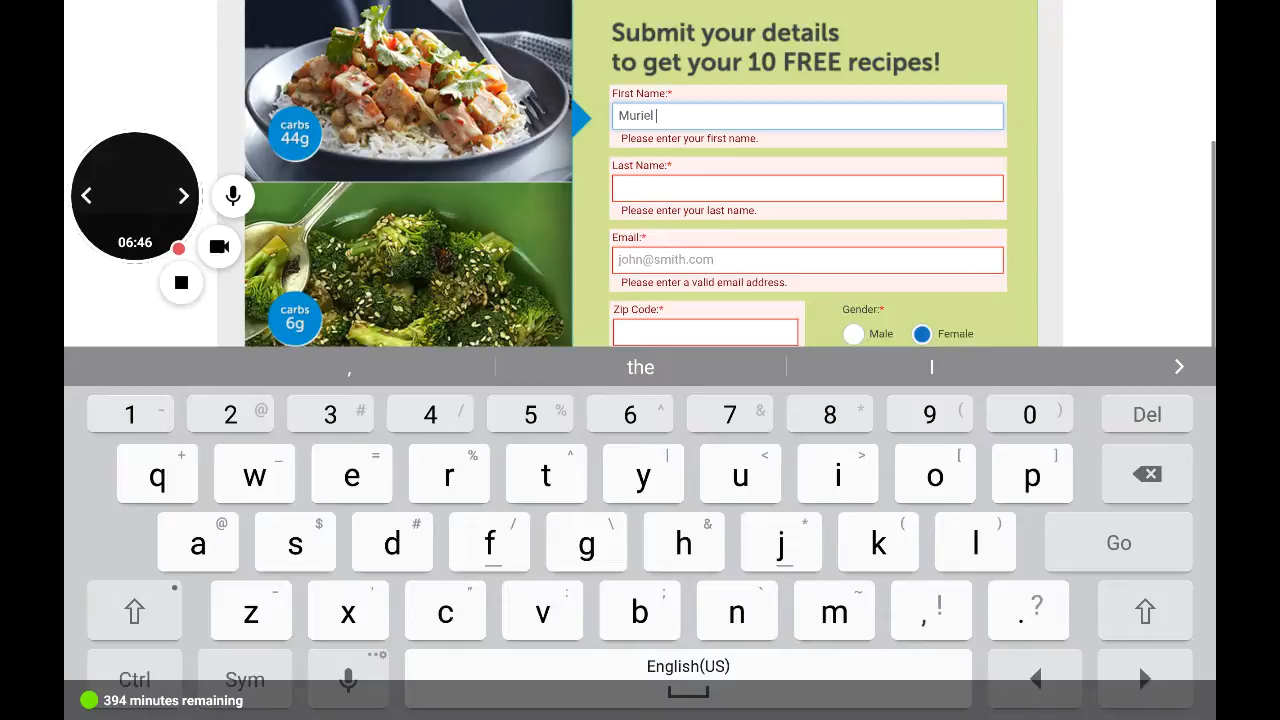 Submit your details
to get your 10 FREE recipes!
First Name:*
Muriel
Please enter your first name.
carbs
44g
Last Name:*
Please enter your last name.
06:46
Email:*
john@smith.com
Please enter a valid email address.
carbs
6g
Zip Code:*
Gender:*
Male
Female
, the I
1 - 2 @ 3 # 4 / 5 % 6 ^ 7 & 8 * 9 ( 0 ) Del
q + w _ e = r % t ^ y | u < i > o [ p ]
a @ s $ d # f / g \ h & j * k ( l ) Go
z - x ' c " v : b ; n ` m ~ , ! . ?
Ctrl Sym English(US)
394 minutes remaining